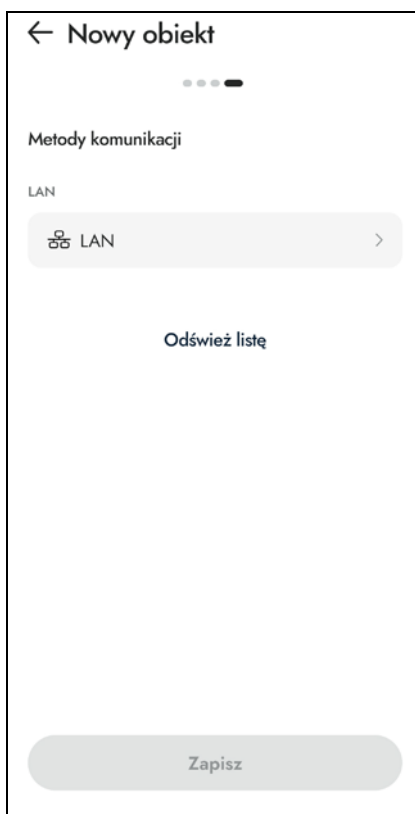 Nowy obiekt
Metody komunikacji
LAN
LAN
Odśwież listę
Zapisz